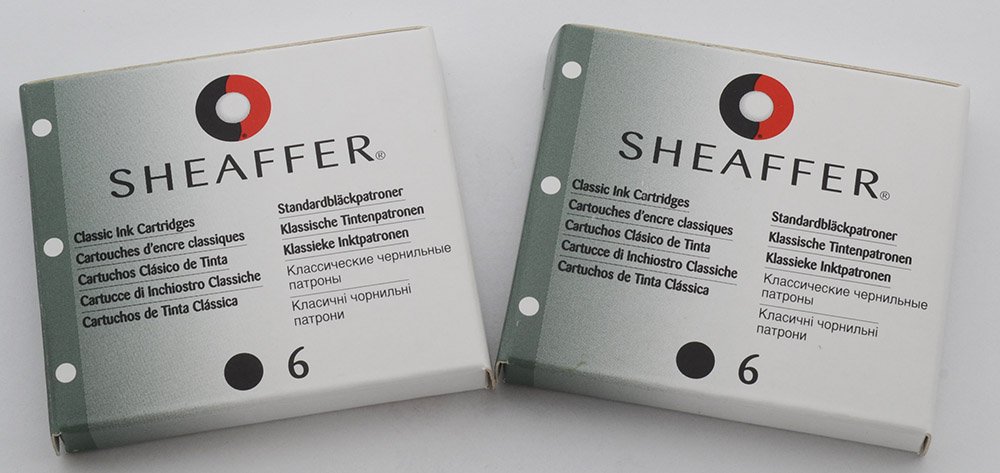 SHEAFFER®
Classic Ink Cartridges
Cartouches d'encre classiques
Cartuchos Clásico de Tinta
Cartucce di Inchiostro Classiche
Cartuchos de Tinta Clássica
Standardbläckpatroner
Klassische Tintenpatronen
Klassieke Inktpatronen
Классические чернильные
патроны
Класичні чорнильні
патрони
6
SHEAFFER®
Classic Ink Cartridges
Cartouches d'encre classiques
Cartuchos Clásico de Tinta
Cartucce di Inchiostro Classiche
Cartuchos de Tinta Clássica
Standardbläckpatroner
Klassische Tintenpatronen
Klassieke Inktpatronen
Классические чернильные
патроны
Класичні чорнильні
патрони
6